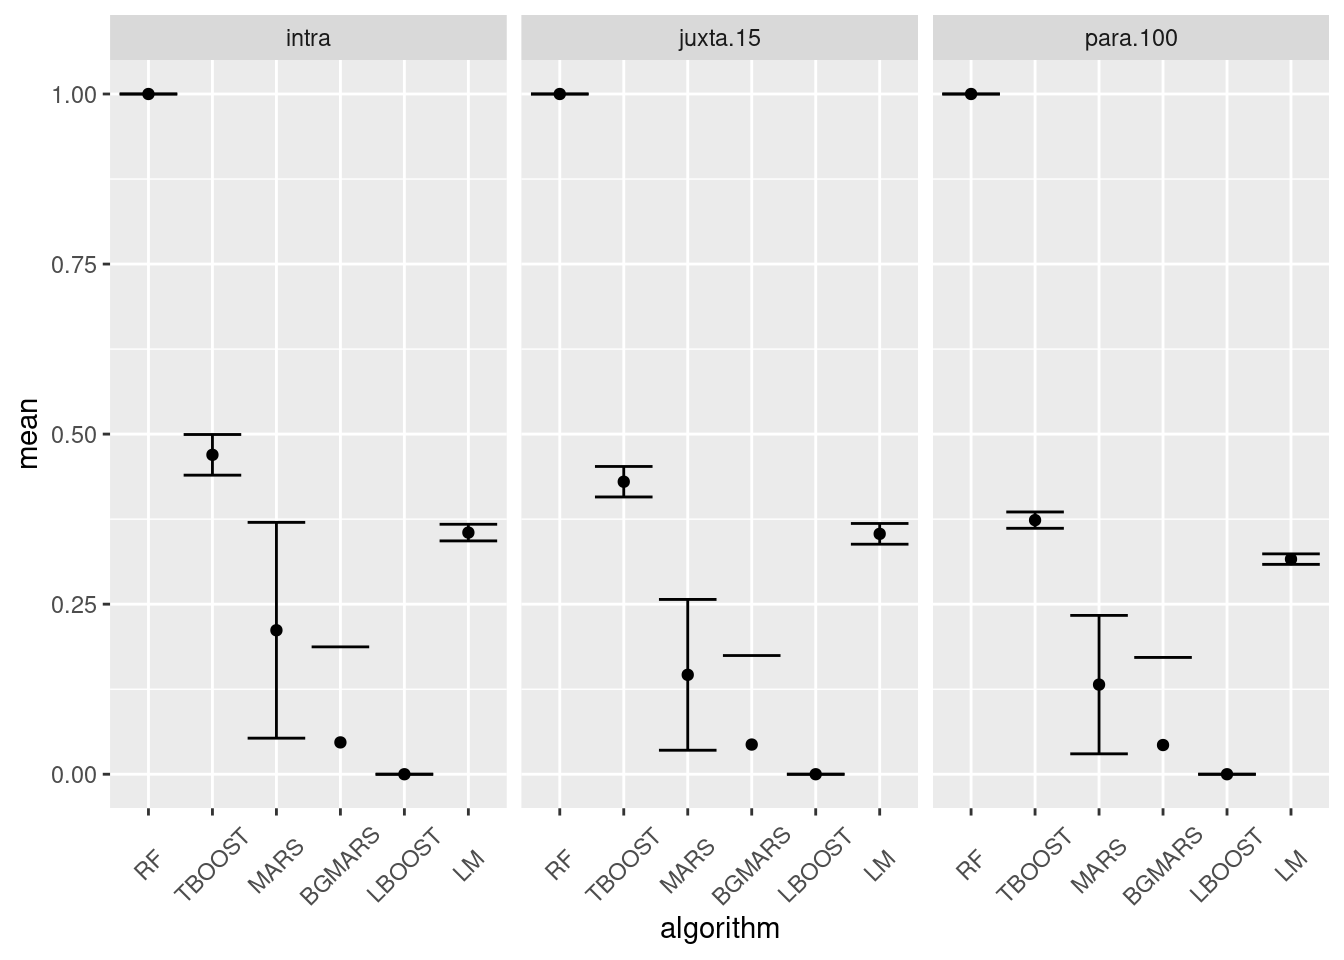 intra
juxta.15
para.100
mean
1.00
0.75
0.50
0.25
0.00
RF
TBOOST
MARS
BGMARS
LBOOST
LM
RF
TBOOST
MARS
BGMARS
LBOOST
LM
RF
TBOOST
MARS
BGMARS
LBOOST
LM
algorithm